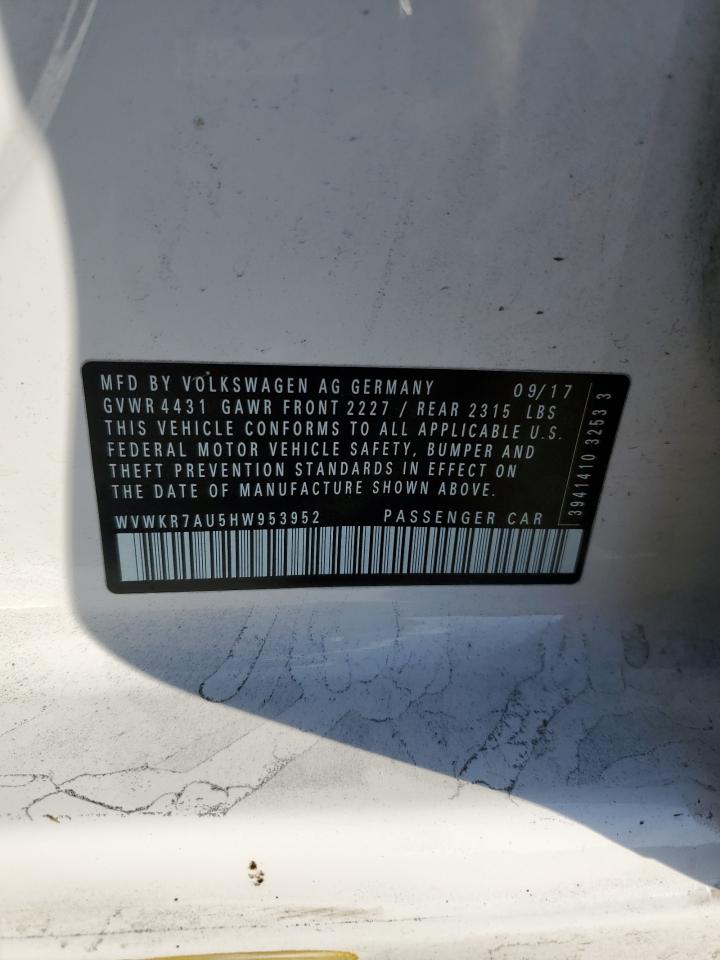 MFD BY VOLKSWAGEN AG GERMANY 09/17
GVWR 4431 GAWR FRONT 2227 / REAR 2315 LBS
THIS VEHICLE CONFORMS TO ALL APPLICABLE U.S.
FEDERAL MOTOR VEHICLE SAFETY, BUMPER AND
THEFT PREVENTION STANDARDS IN EFFECT ON
THE DATE OF MANUFACTURE SHOWN ABOVE.
WVWKR7AU5HW953952 PASSENGER CAR
3941410 3253 3